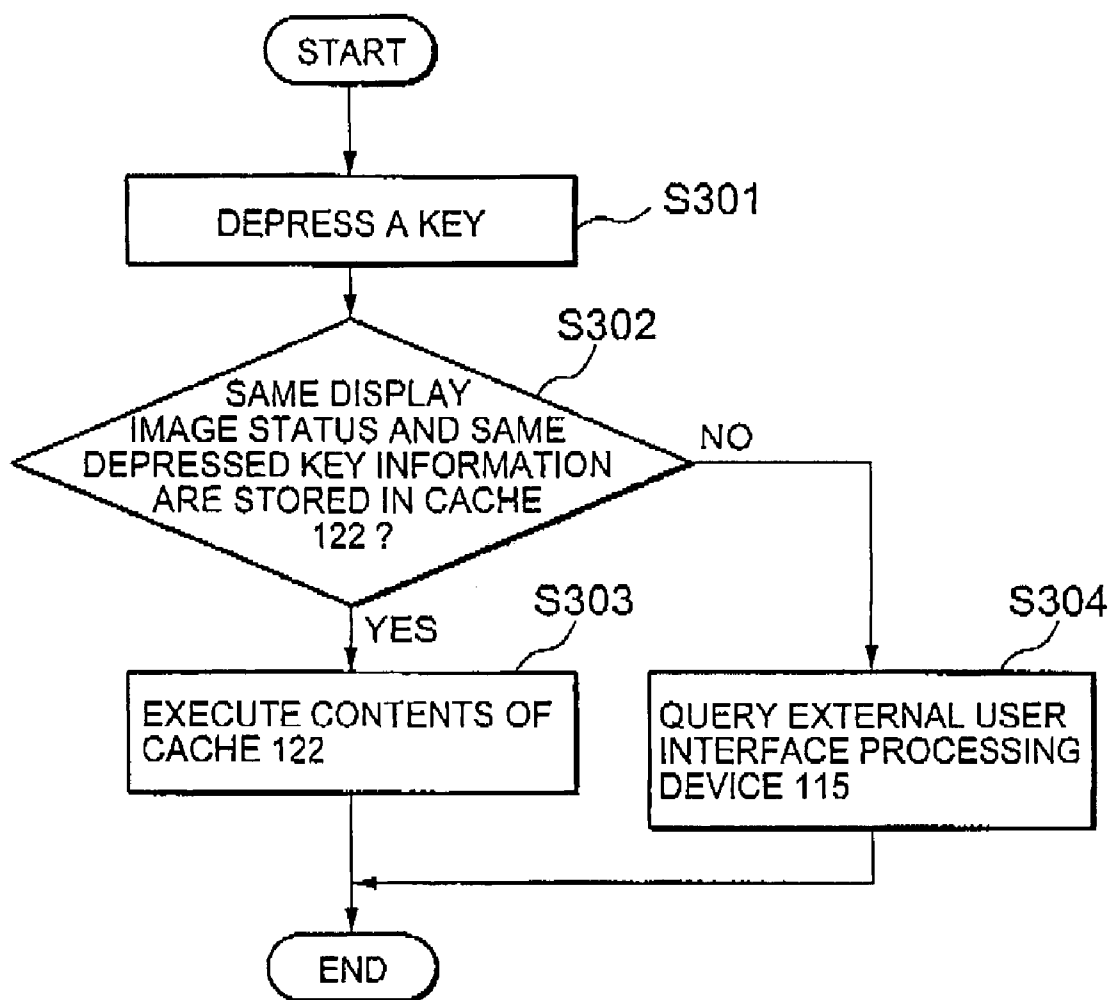 START
DEPRESS A KEY
S301
S302
SAME DISPLAY
IMAGE STATUS AND SAME
DEPRESSED KEY INFORMATION
ARE STORED IN CACHE
122 ?
NO
YES
S303
EXECUTE CONTENTS OF
CACHE 122
S304
QUERY EXTERNAL USER
INTERFACE PROCESSING
DEVICE 115
END